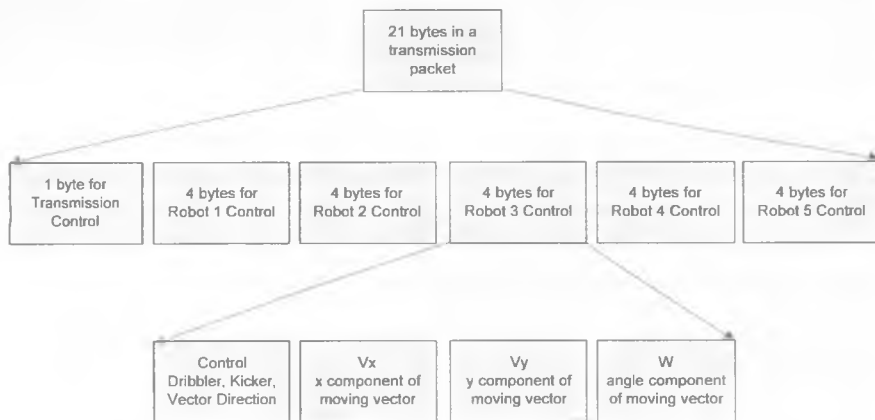 21 bytes in a
transmission
packet
1 byte for
Transmission
Control
4 bytes for
Robot 1 Control
4 bytes for
Robot 2 Control
4 bytes for
Robot 3 Control
4 bytes for
Robot 4 Control
4 bytes for
Robot 5 Control
Control
Dribbler, Kicker,
Vector Direction
Vx
x component of
moving vector
Vy
y component of
moving vector
W
angle component
of moving vector